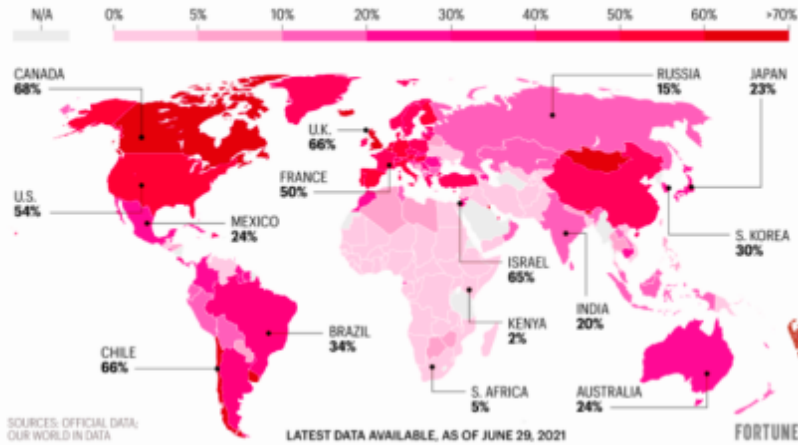 N/A 0% 5% 10% 20% 30% 40% 50% 60% >70%
CANADA
68%
RUSSIA
15%
JAPAN
23%
U.K.
66%
FRANCE
50%
U.S.
54%
MEXICO
24%
S. KOREA
30%
ISRAEL
65%
INDIA
20%
KENYA
2%
BRAZIL
34%
CHILE
66%
S. AFRICA
5%
AUSTRALIA
24%
SOURCES: OFFICIAL DATA;
OUR WORLD IN DATA
LATEST DATA AVAILABLE, AS OF JUNE 29, 2021
FORTUNE